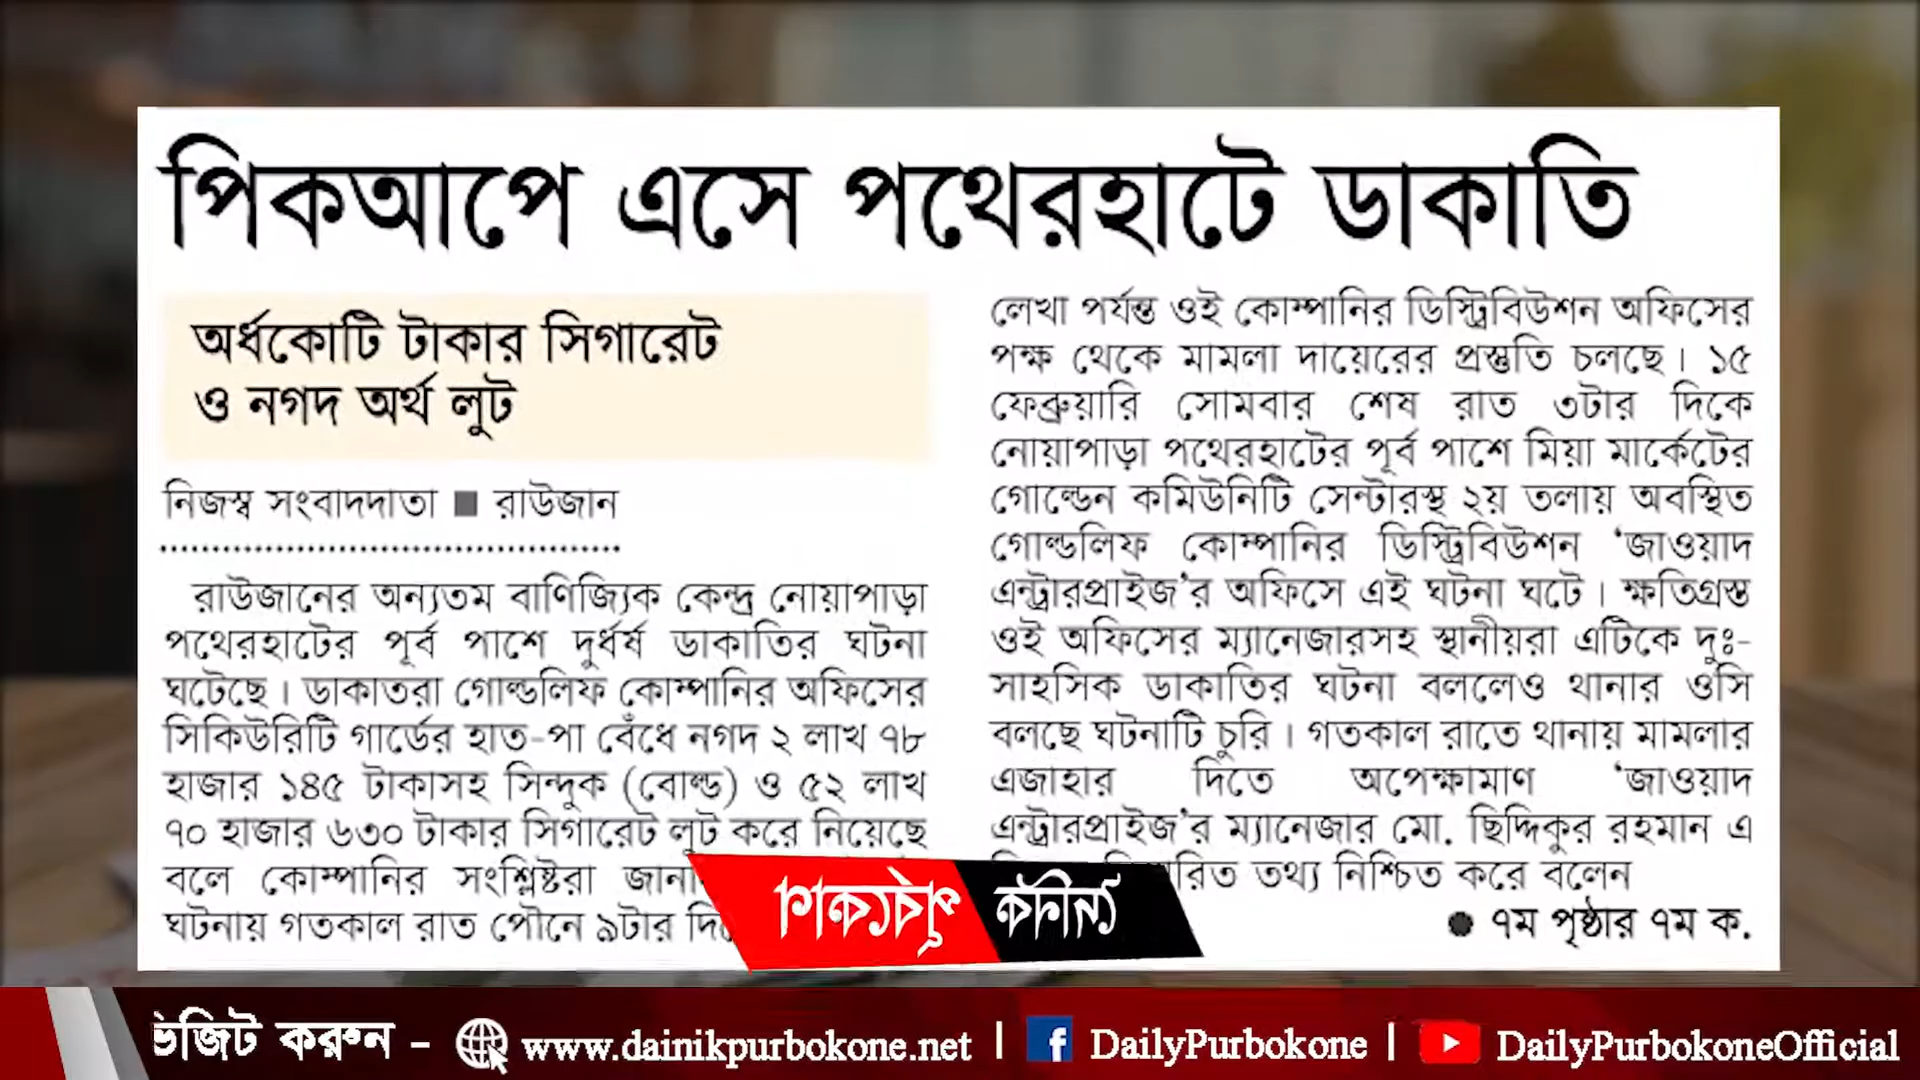 পিকআপে এসে পথেরহাটে ডাকাতি
অর্ধকোটি টাকার সিগারেট
ও নগদ অর্থ লুট
নিজস্ব সংবাদদাতা ■ রাউজান
রাউজানের অন্যতম বাণিজ্যিক কেন্দ্র নোয়াপাড়া
পথেরহাটের পূর্ব পাশে দুর্ধর্ষ ডাকাতির ঘটনা
ঘটেছে। ডাকাতরা গোল্ডলিফ কোম্পানির অফিসের
সিকিউরিটি গার্ডের হাত-পা বেঁধে নগদ ২ লাখ ৭৮
হাজার ১৪৫ টাকাসহ সিন্দুক (বোল্ড) ও ৫২ লাখ
৭০ হাজার ৬৩০ টাকার সিগারেট লুট করে নিয়েছে
বলে কোম্পানির সংশ্লিষ্টরা
ঘটনায় গতকাল রাত পৌনে ৯টার
লেখা পর্যন্ত ওই কোম্পানির ডিস্ট্রিবিউশন অফিসের
পক্ষ থেকে মামলা দায়েরের প্রস্তুতি চলছে। ১৫
ফেব্রুয়ারি সোমবার শেষ রাত ৩টার দিকে
নোয়াপাড়া পথেরহাটের পূর্ব পাশে মিয়া মার্কেটের
গোল্ডেন কমিউনিটি সেন্টারস্থ ২য় তলায় অবস্থিত
গোল্ডলিফ কোম্পানির ডিস্ট্রিবিউশন ‘জাওয়াদ
এন্ট্রারপ্রাইজ’র অফিসে এই ঘটনা ঘটে। ক্ষতিগ্রস্ত
ওই অফিসের ম্যানেজারসহ স্থানীয়রা এটিকে দুঃ-
সাহসিক ডাকাতির ঘটনা বললেও থানার ওসি
বলছে ঘটনাটি চুরি। গতকাল রাতে থানায় মামলার
এজাহার দিতে অপেক্ষামাণ ‘জাওয়াদ
এন্ট্রারপ্রাইজ’র ম্যানেজার মো. ছিদ্দিকুর রহমান এ
তথ্য নিশ্চিত করে বলেন
● ৭ম পৃষ্ঠার ৭ম ক.
ভিজিট করুন - www.dainikpurbokone.net | DailyPurbokone | DailyPurbokoneOfficial